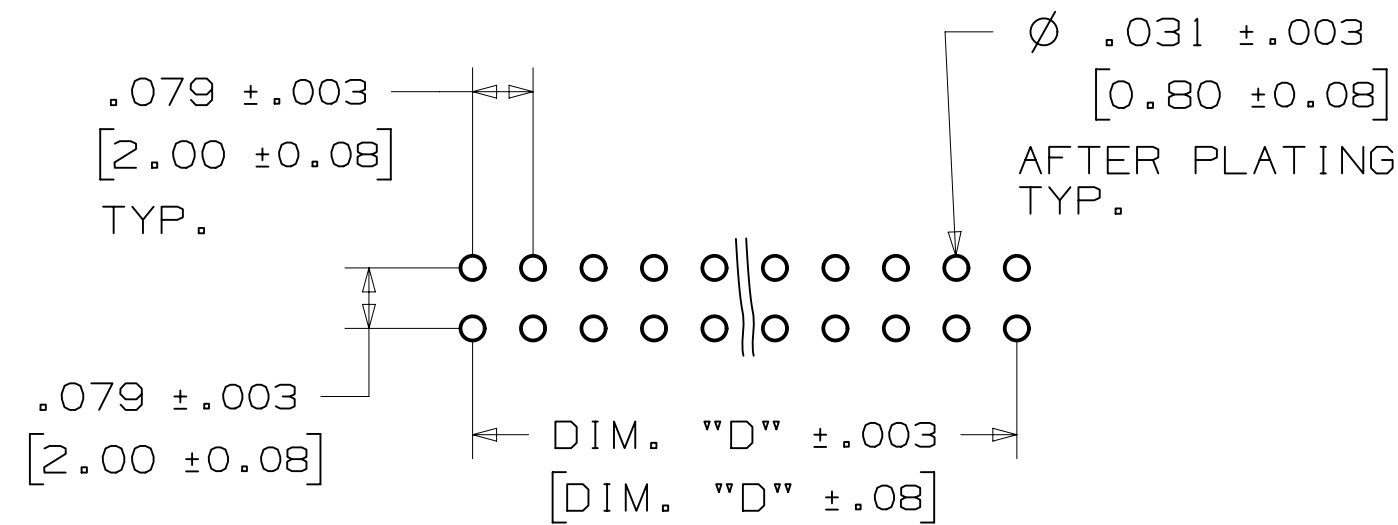 .079 ±.003
[2.00 ±0.08]
TYP.
Ø .031 ±.003
[0.80 ±0.08]
AFTER PLATING
TYP.
.079 ±.003
[2.00 ±0.08]
DIM. "D" ±.003
[DIM. "D" ±.08]